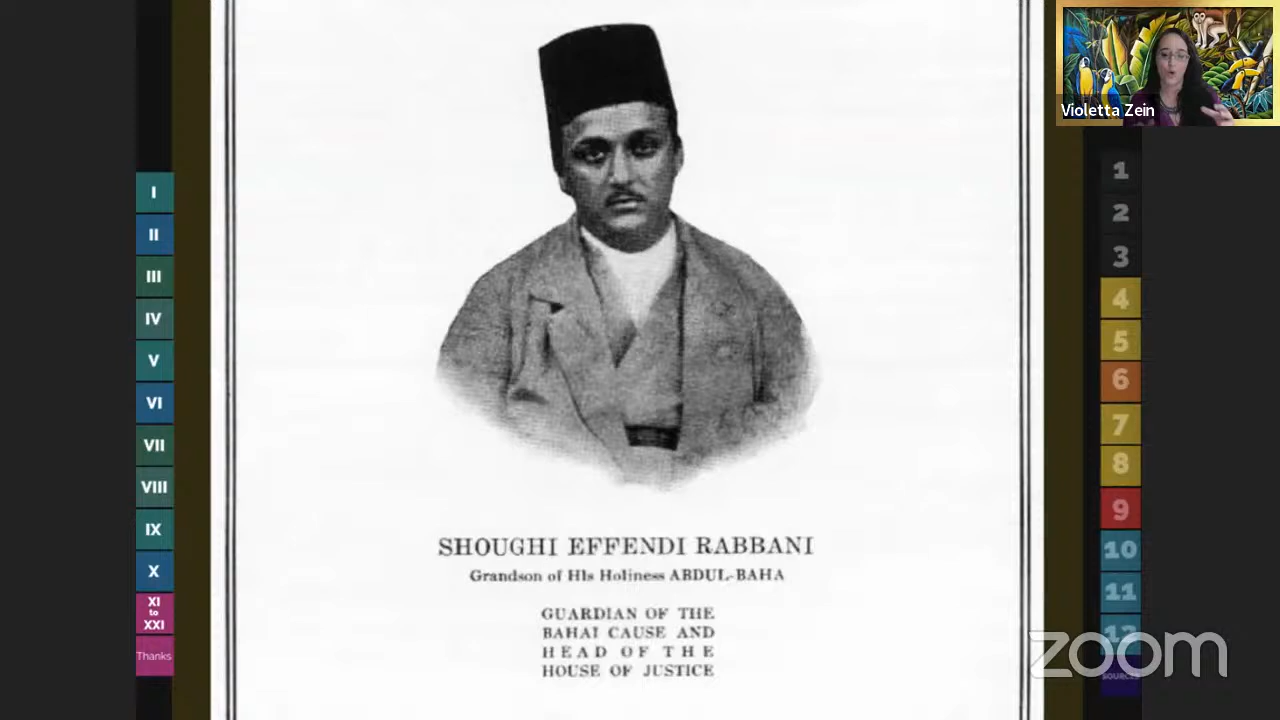 Violetta Zein
I
II
III
IV
V
VI
VII
VIII
IX
X
XI
to
XXI
Thanks
SHOUGHI EFFENDI RABBANI
Grandson of His Holiness ABDUL-BAHA
GUARDIAN OF THE
BAHAI CAUSE AND
HEAD OF THE
HOUSE OF JUSTICE
1
2
3
4
5
6
7
8
9
10
11
12
SOURCES
zoom